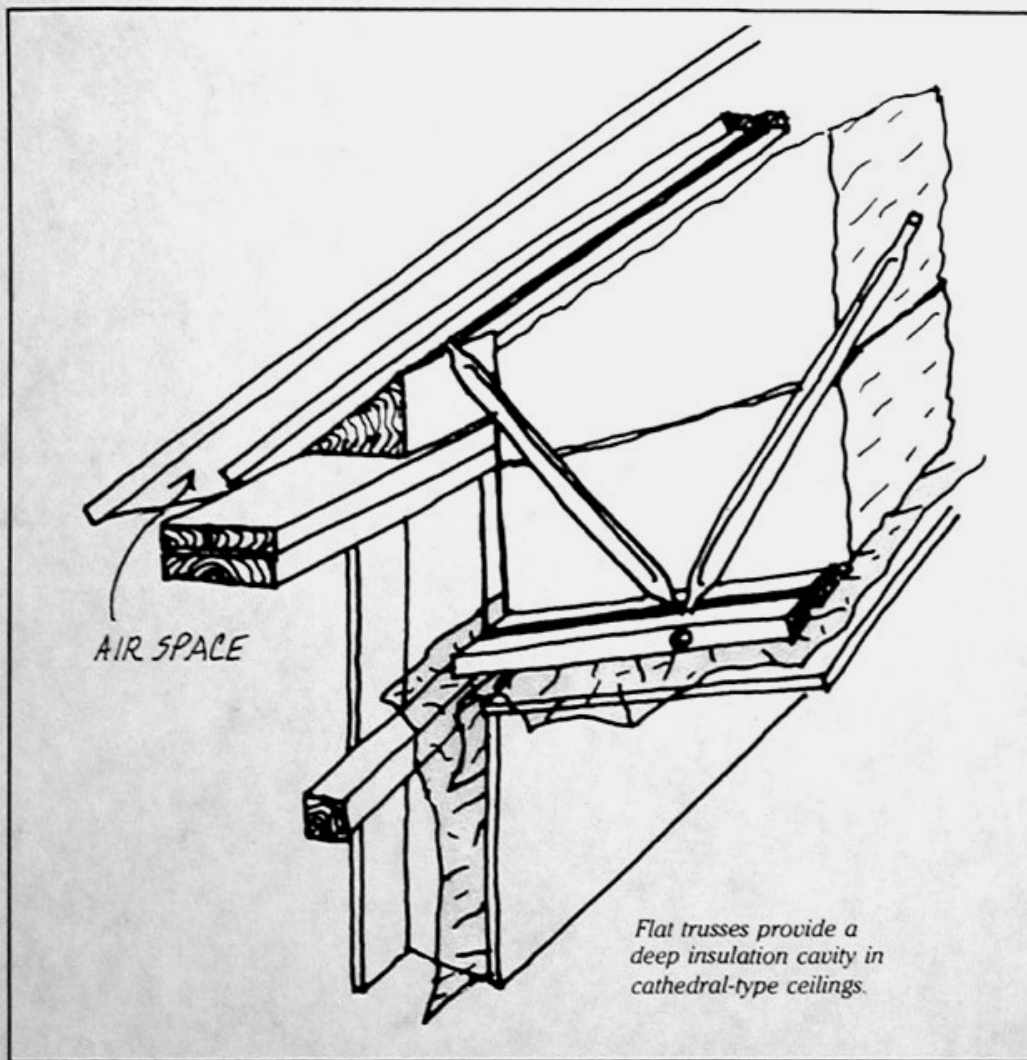 AIR SPACE
Flat trusses provide a
deep insulation cavity in
cathedral-type ceilings.